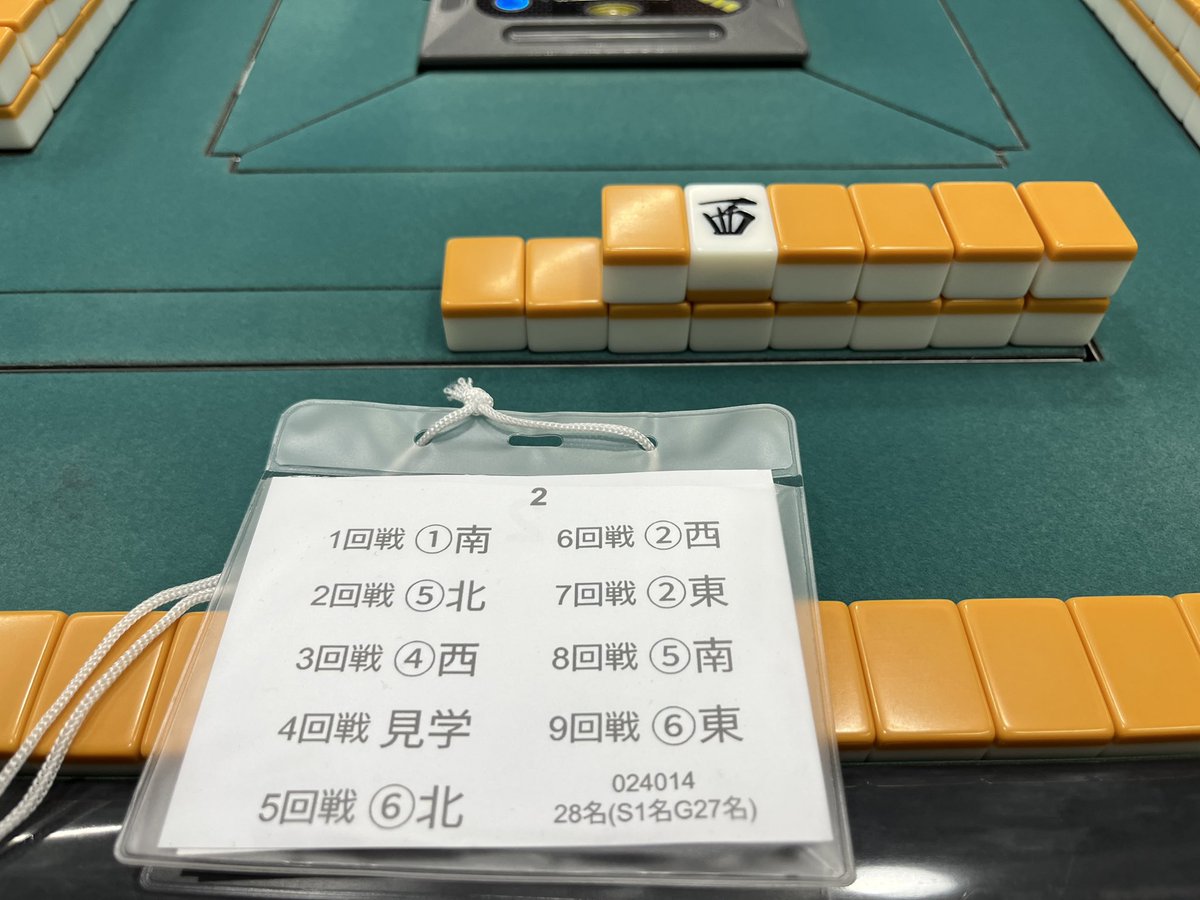 西
2
1回戦 ①南
2回戦 ⑤北
3回戦 ④西
4回戦 見学
5回戦 ⑥北
6回戦 ②西
7回戦 ②東
8回戦 ⑤南
9回戦 ⑥東
024014
28名(S1名G27名)